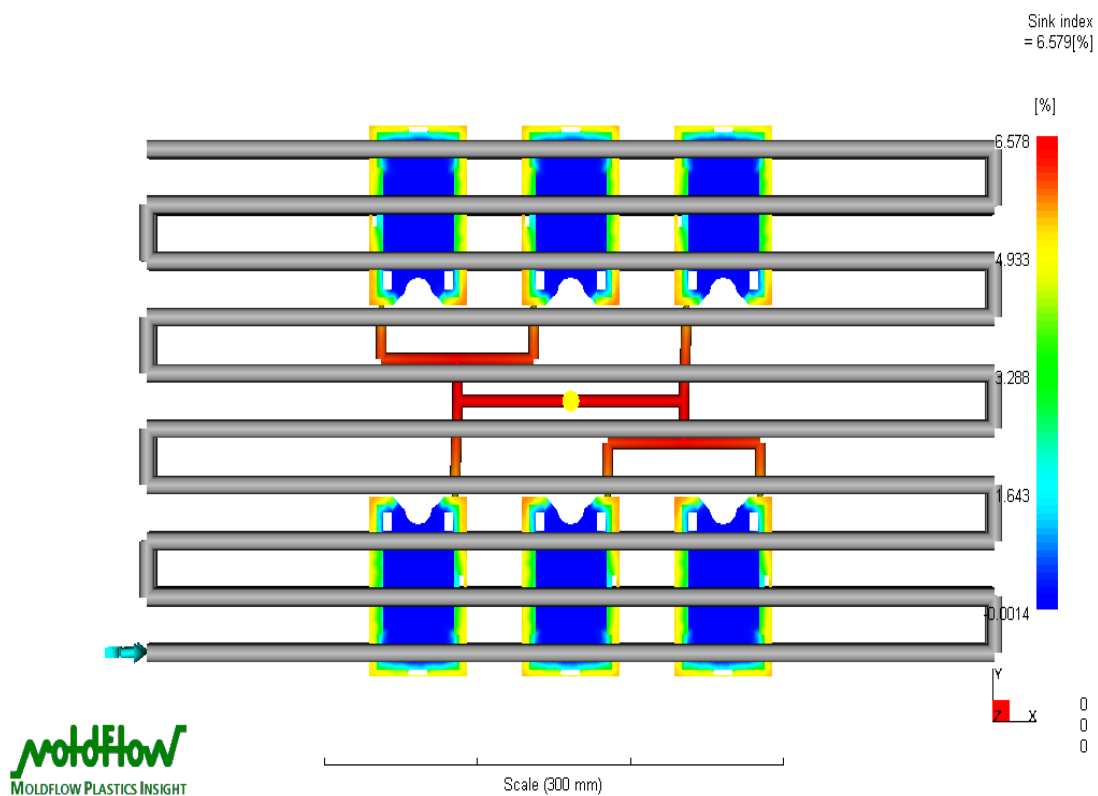 Sink index
= 6.579[%]
[%]
6.578
4.933
3.288
1.643
-0.0014
Y
Z
X
0
0
0
moldflow
MOLDFLOW PLASTICS INSIGHT
Scale (300 mm)